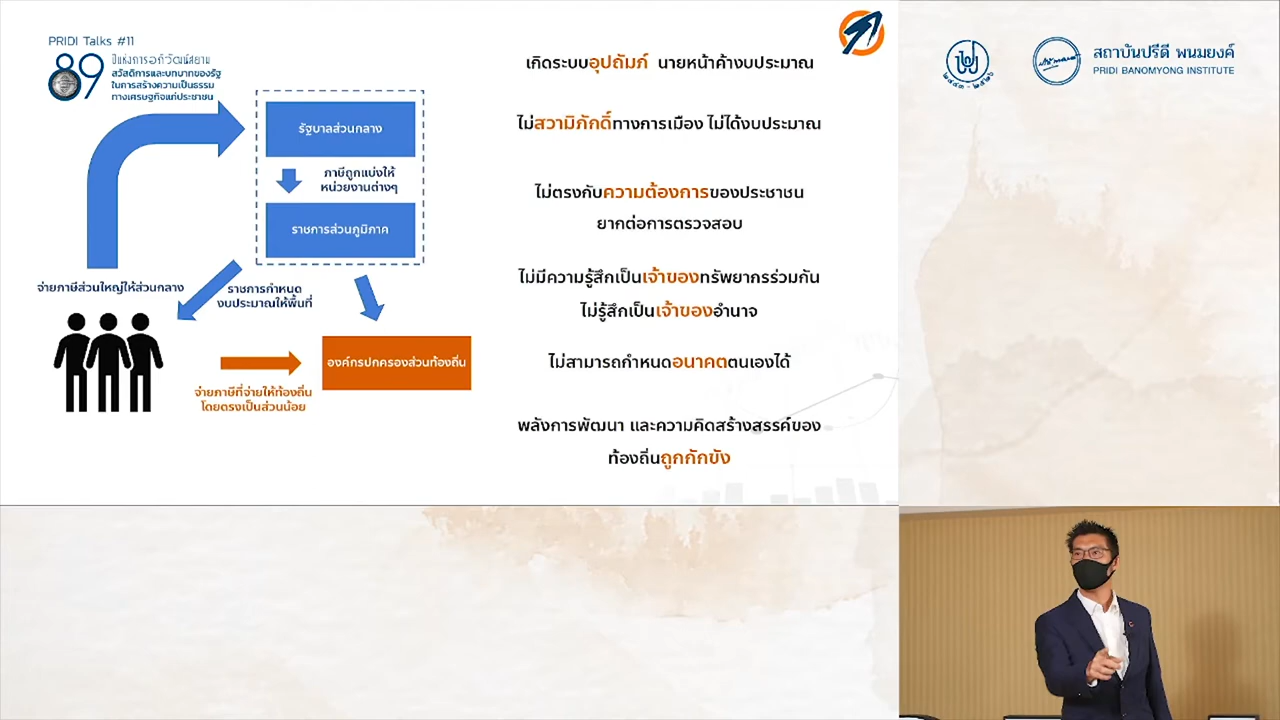 PRIDI Talks #11
89 ปีแห่งการอภิวัฒน์สยาม
สวัสดิการและบทบาทของรัฐ
ในการสร้างความเป็นธรรม
ทางเศรษฐกิจแก่ประชาชน
รัฐบาลส่วนกลาง
ภาษีถูกแบ่งให้
หน่วยงานต่างๆ
ราชการส่วนภูมิภาค
จ่ายภาษีส่วนใหญ่ให้ส่วนกลาง
ราชการกำหนด
งบประมาณให้พื้นที่
องค์กรปกครองส่วนท้องถิ่น
จ่ายภาษีที่จ่ายให้ท้องถิ่น
โดยตรงเป็นส่วนน้อย
เกิดระบบอุปถัมภ์ นายหน้าค้างบประมาณ
ไม่สวามิภักดิ์ทางการเมือง ไม่ได้งบประมาณ
ไม่ตรงกับความต้องการของประชาชน
ยากต่อการตรวจสอบ
ไม่มีความรู้สึกเป็นเจ้าของทรัพยากรร่วมกัน
ไม่รู้สึกเป็นเจ้าของอำนาจ
ไม่สามารถกำหนดอนาคตตนเองได้
พลังการพัฒนา และความคิดสร้างสรรค์ของ
ท้องถิ่นถูกกักขัง
สถาบันปรีดี พนมยงค์
PRIDI BANOMYONG INSTITUTE